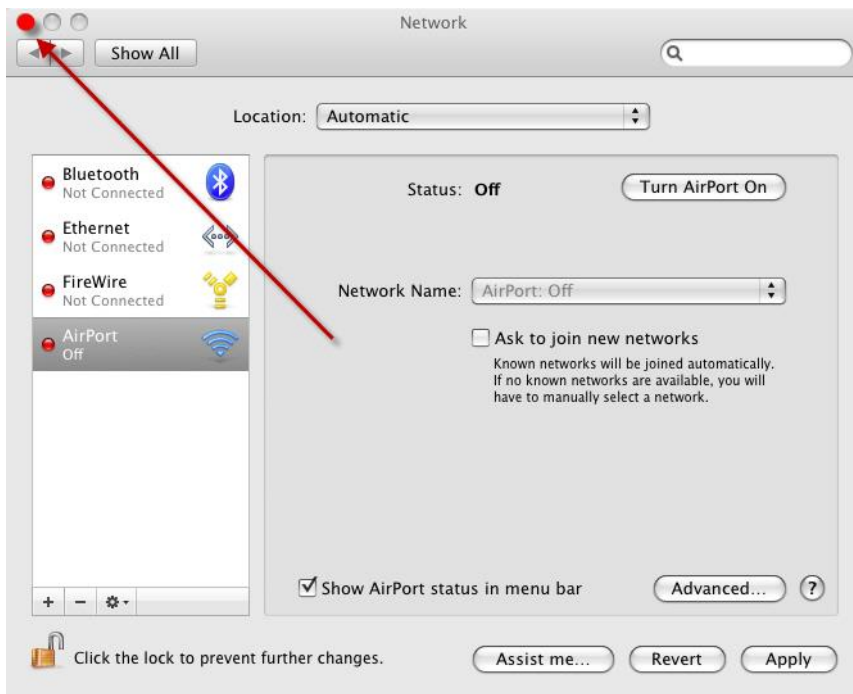 Network
Show All
Location: Automatic
Bluetooth
Not Connected
Ethernet
Not Connected
FireWire
Not Connected
AirPort
Off
Status: Off
Turn AirPort On
Network Name: AirPort: Off
Ask to join new networks
Known networks will be joined automatically.
If no known networks are available, you will
have to manually select a network.
Show AirPort status in menu bar
Advanced...
?
Click the lock to prevent further changes.
Assist me...
Revert
Apply